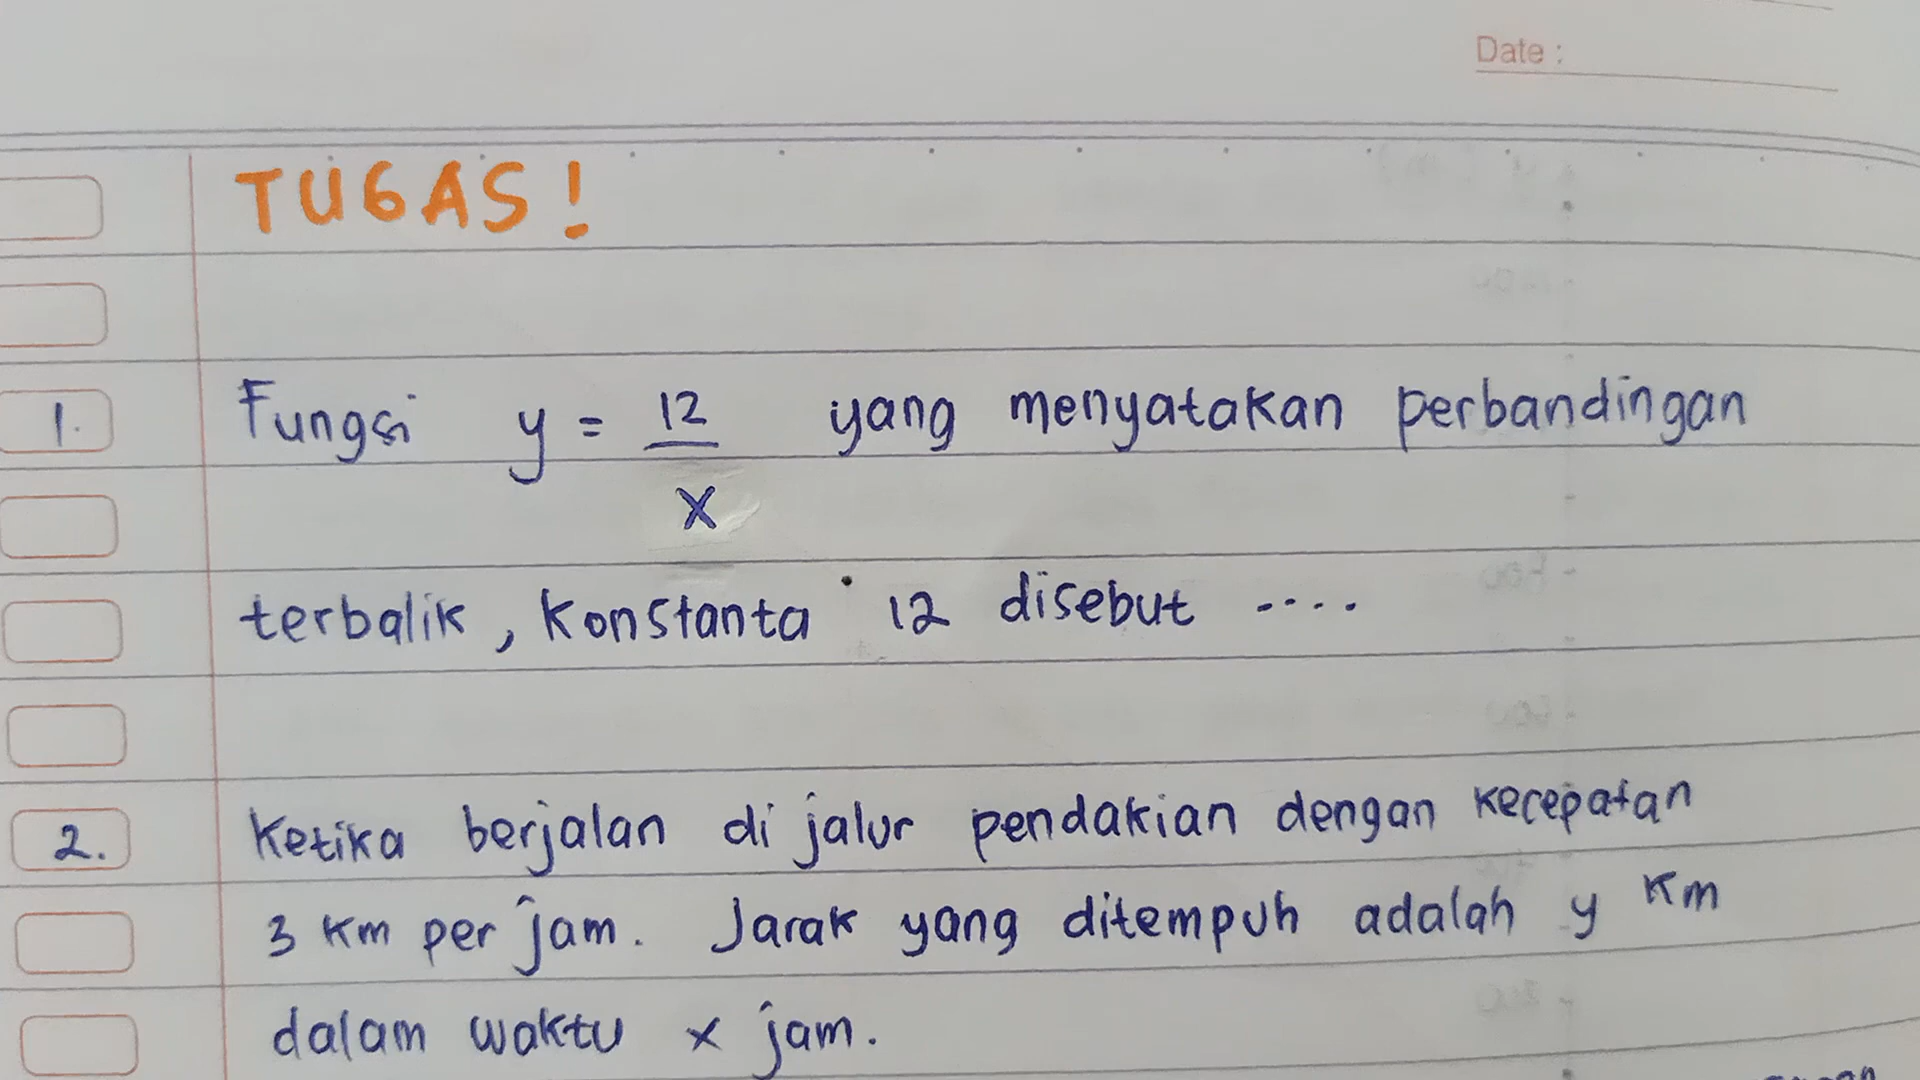 Date :
TUGAS!
1. Fungsi y = 12/x yang menyatakan perbandingan
terbalik, konstanta 12 disebut ....
2. Ketika berjalan di jalur pendakian dengan kecepatan
3 km per jam. Jarak yang ditempuh adalah y km
dalam waktu x jam.